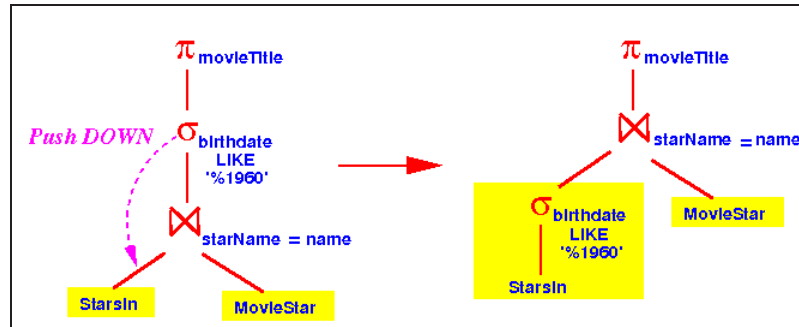 π movieTitle
Push DOWN
σ birthdate
LIKE
'%1960'
⋈ starName = name
StarsIn
MovieStar
π movieTitle
⋈ starName = name
σ birthdate
LIKE
'%1960'
StarsIn
MovieStar